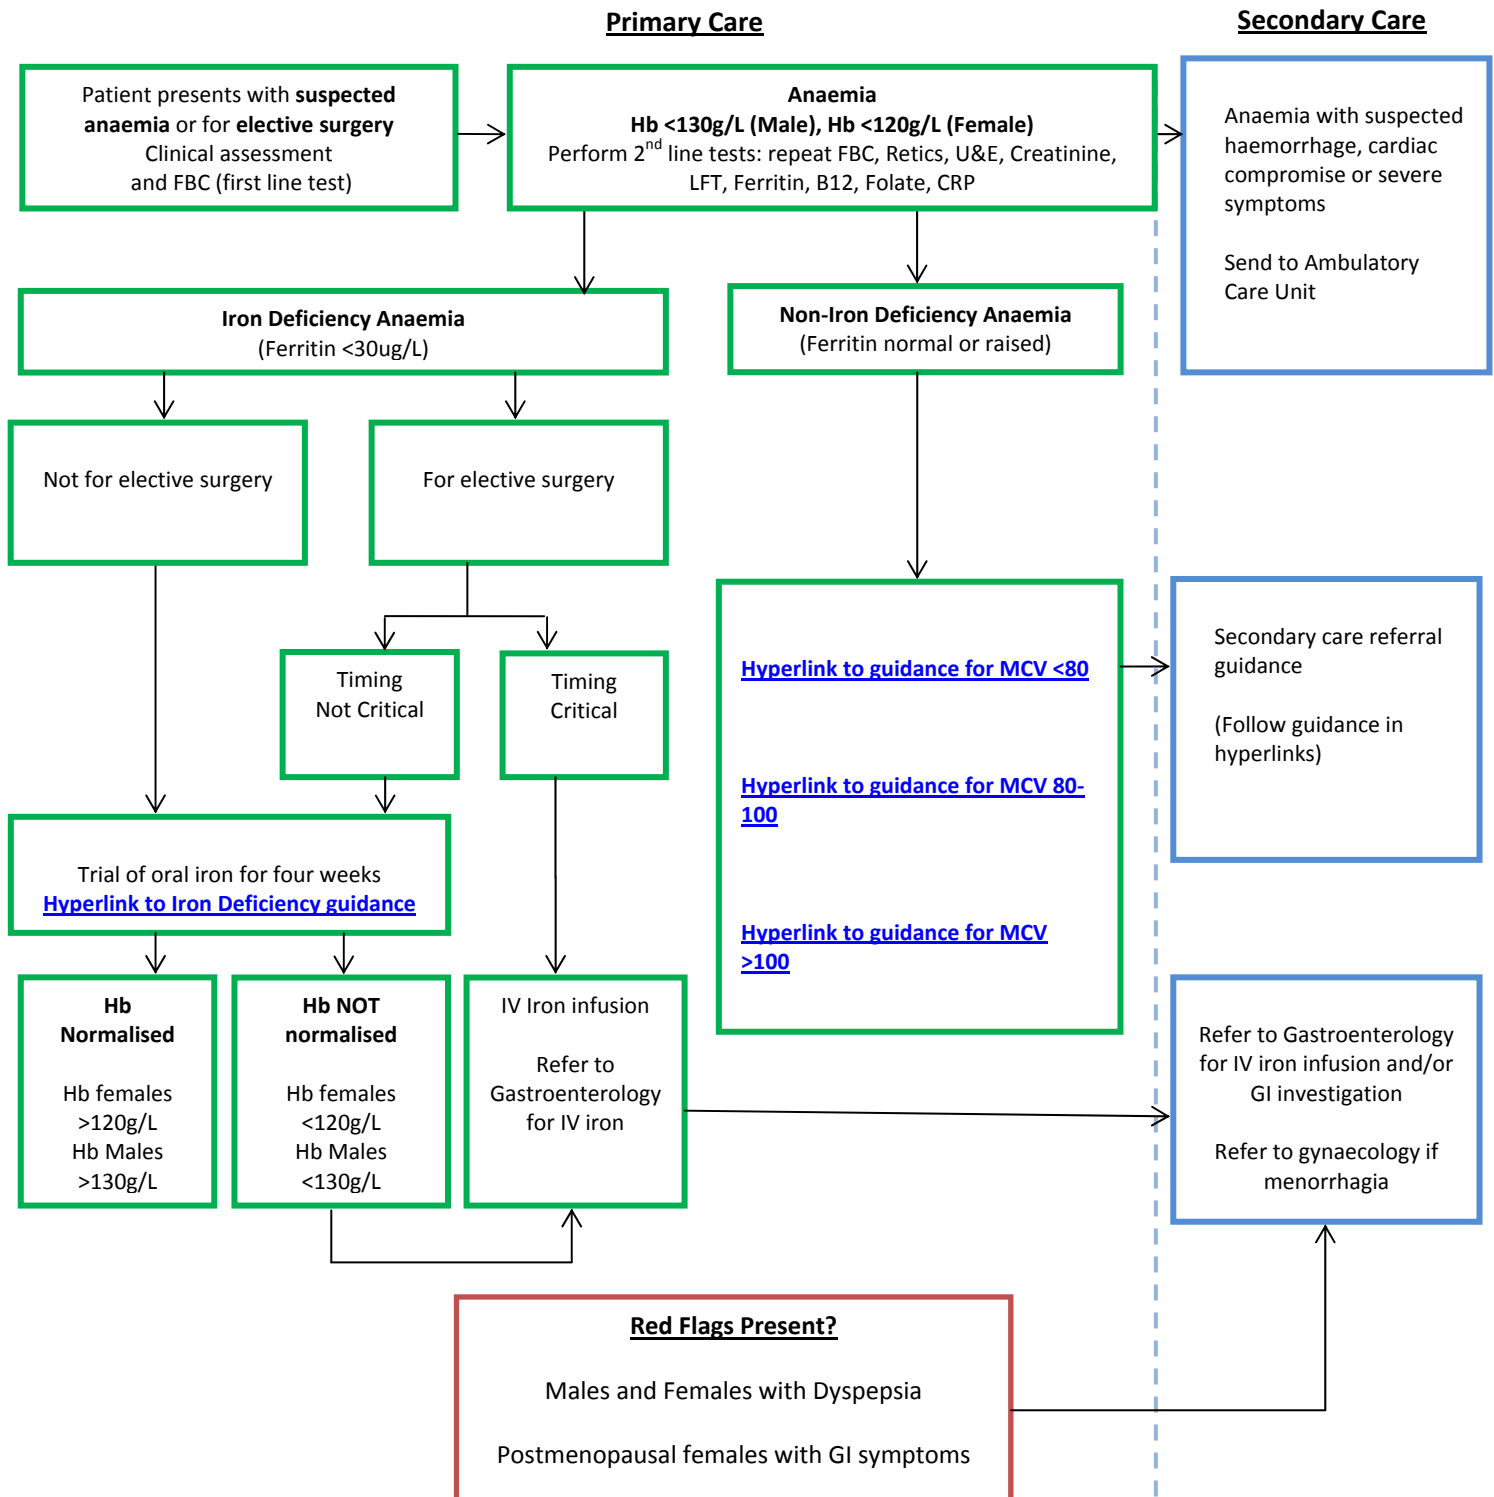 Primary Care
Secondary Care
Patient presents with suspected
anaemia or for elective surgery
Clinical assessment
and FBC (first line test)
Anaemia
Hb <130g/L (Male), Hb <120g/L (Female)
Perform 2nd line tests: repeat FBC, Retics, U&E, Creatinine,
LFT, Ferritin, B12, Folate, CRP
Anaemia with suspected
haemorrhage, cardiac
compromise or severe
symptoms
Send to Ambulatory
Care Unit
Iron Deficiency Anaemia
(Ferritin <30ug/L)
Non-Iron Deficiency Anaemia
(Ferritin normal or raised)
Not for elective surgery
For elective surgery
Timing
Not Critical
Timing
Critical
Hyperlink to guidance for MCV <80
Hyperlink to guidance for MCV 80-
100
Hyperlink to guidance for MCV
>100
Secondary care referral
guidance
(Follow guidance in
hyperlinks)
Trial of oral iron for four weeks
Hyperlink to Iron Deficiency guidance
Hb
Normalised
Hb females
>120g/L
Hb Males
>130g/L
Hb NOT
normalised
Hb females
<120g/L
Hb Males
<130g/L
IV Iron infusion
Refer to
Gastroenterology
for IV iron
Refer to Gastroenterology
for IV iron infusion and/or
GI investigation
Refer to gynaecology if
menorrhagia
Red Flags Present?
Males and Females with Dyspepsia
Postmenopausal females with GI symptoms